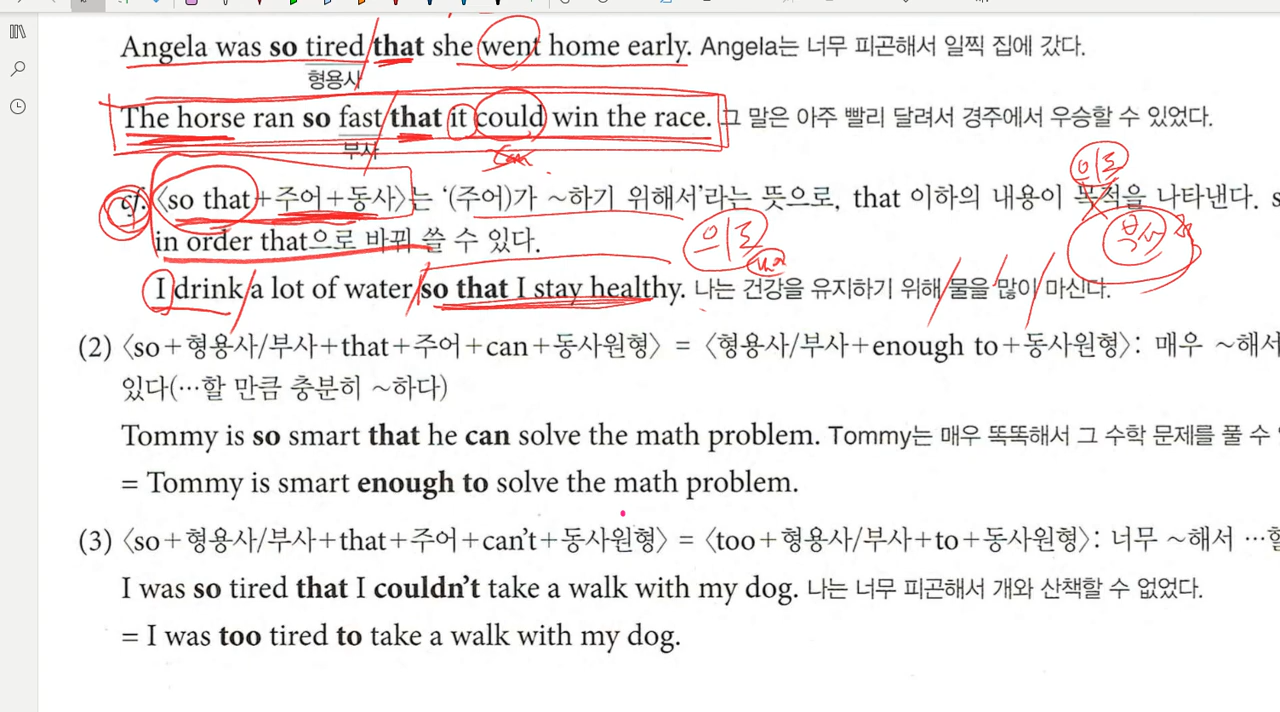 Angela was so tired that she went home early. Angela는 너무 피곤해서 일찍 집에 갔다.
형용사
The horse ran so fast that it could win the race. 그 말은 아주 빨리 달려서 경주에서 우승할 수 있었다.
부사
의도
cf. 〈so that+주어+동사〉는 ‘(주어)가 ~하기 위해서’라는 뜻으로, that 이하의 내용이 목적을 나타낸다. s
의도
in order that으로 바꿔 쓸 수 있다.
I drink a lot of water so that I stay healthy. 나는 건강을 유지하기 위해 물을 많이 마신다.
(2) 〈so+형용사/부사+that+주어+can+동사원형〉 = 〈형용사/부사+enough to+동사원형〉: 매우 ~해서
있다(…할 만큼 충분히 ~하다)
Tommy is so smart that he can solve the math problem. Tommy는 매우 똑똑해서 그 수학 문제를 풀 수
= Tommy is smart enough to solve the math problem.
(3) 〈so+형용사/부사+that+주어+can’t+동사원형〉 = 〈too+형용사/부사+to+동사원형〉: 너무 ~해서 …할
I was so tired that I couldn’t take a walk with my dog. 나는 너무 피곤해서 개와 산책할 수 없었다.
= I was too tired to take a walk with my dog.